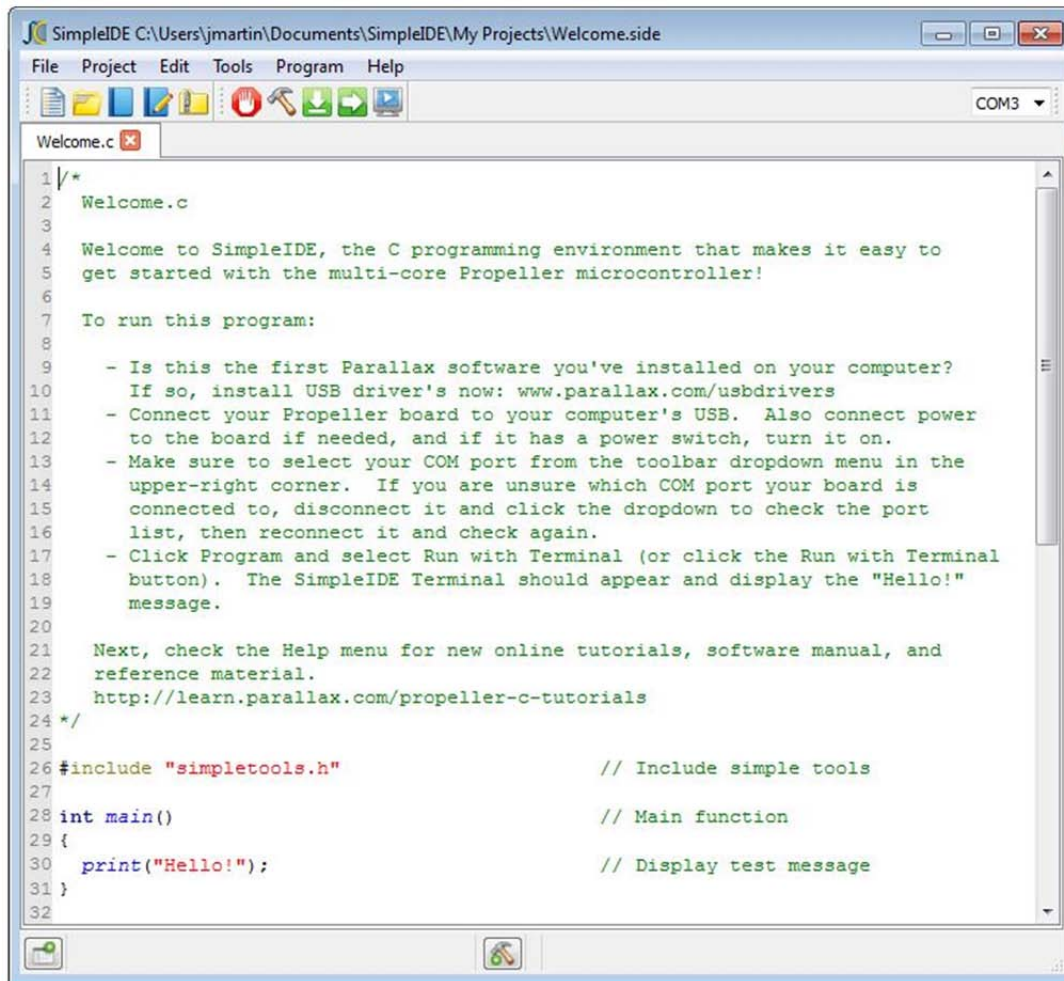 SimpleIDE C:\Users\jmartin\Documents\SimpleIDE\My Projects\Welcome.side
File Project Edit Tools Program Help
COM3
Welcome.c
1 /*
2 Welcome.c
3
4 Welcome to SimpleIDE, the C programming environment that makes it easy to
5 get started with the multi-core Propeller microcontroller!
6
7 To run this program:
8
9 - Is this the first Parallax software you've installed on your computer?
10 If so, install USB driver's now: www.parallax.com/usbdrivers
11 - Connect your Propeller board to your computer's USB.  Also connect power
12 to the board if needed, and if it has a power switch, turn it on.
13 - Make sure to select your COM port from the toolbar dropdown menu in the
14 upper-right corner.  If you are unsure which COM port your board is
15 connected to, disconnect it and click the dropdown to check the port
16 list, then reconnect it and check again.
17 - Click Program and select Run with Terminal (or click the Run with Terminal
18 button).  The SimpleIDE Terminal should appear and display the "Hello!"
19 message.
20
21 Next, check the Help menu for new online tutorials, software manual, and
22 reference material.
23 http://learn.parallax.com/propeller-c-tutorials
24 */
25
26 #include "simpletools.h" // Include simple tools
27
28 int main() // Main function
29 {
30 print("Hello!"); // Display test message
31 }
32